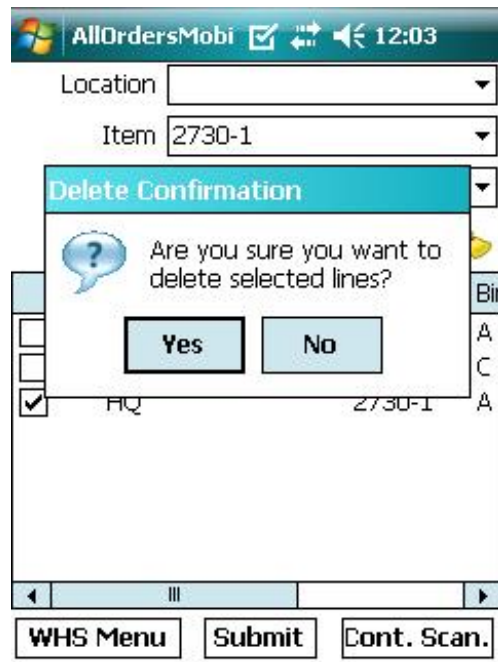 AllOrdersMobi 12:03
Location
Item 2730-1
Delete Confirmation
Are you sure you want to
delete selected lines?
Bin
A
Yes No
C
HQ 2730-1 A
WHS Menu Submit Cont. Scan.